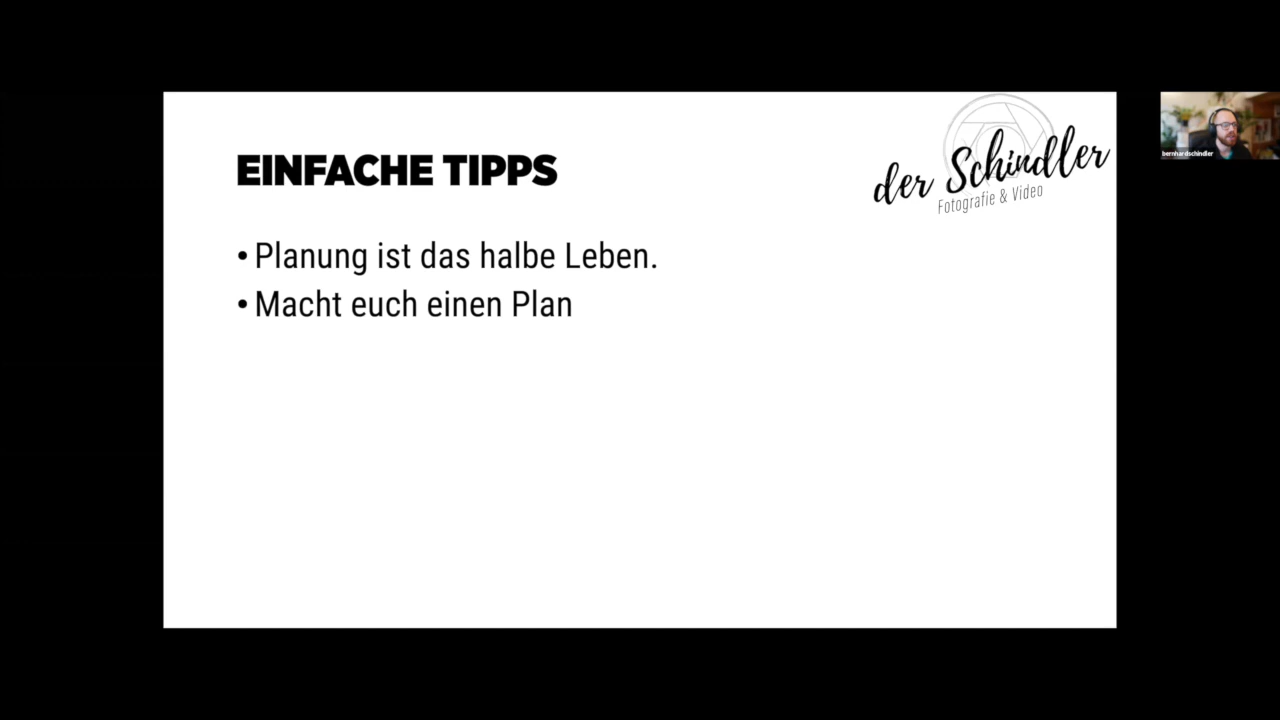 EINFACHE TIPPS
der Schindler
Fotografie & Video
• Planung ist das halbe Leben.
• Macht euch einen Plan
bernhardschindler